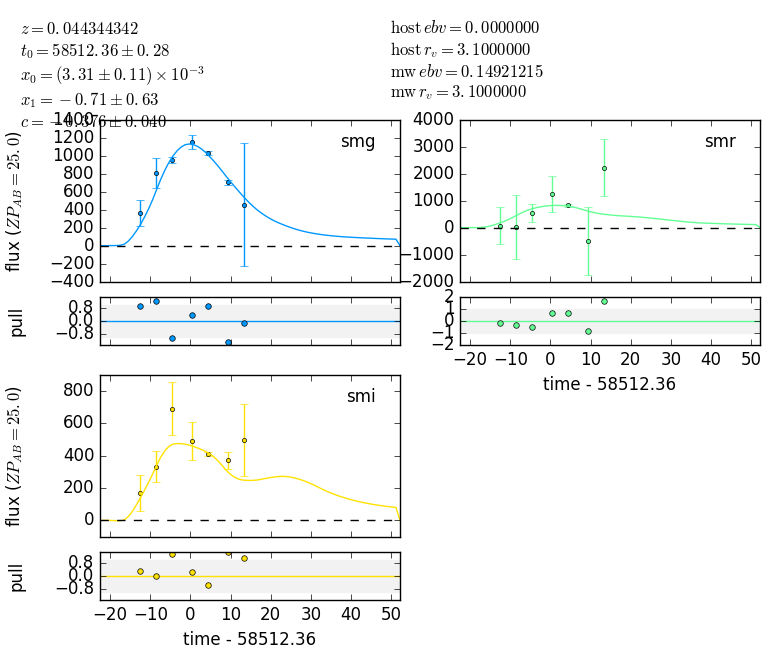 z = 0.044344342
t0 = 58512.36 ± 0.28
x0 = (3.31 ± 0.11) × 10^-3
x1 = −0.71 ± 0.63
c = −0.376 ± 0.040
host ebv = 0.0000000
host r_v = 3.1000000
mw ebv = 0.14921215
mw r_v = 3.1000000
smg
flux (ZP_AB = 25.0)
1400
1200
1000
800
600
400
200
0
−200
−400
pull
0.8
0.0
−0.8
smr
4000
3000
2000
1000
0
−1000
−2000
2
1
0
−1
−2
−20 −10 0 10 20 30 40 50
time - 58512.36
smi
flux (ZP_AB = 25.0)
800
600
400
200
0
pull
0.8
0.0
−0.8
−20 −10 0 10 20 30 40 50
time - 58512.36